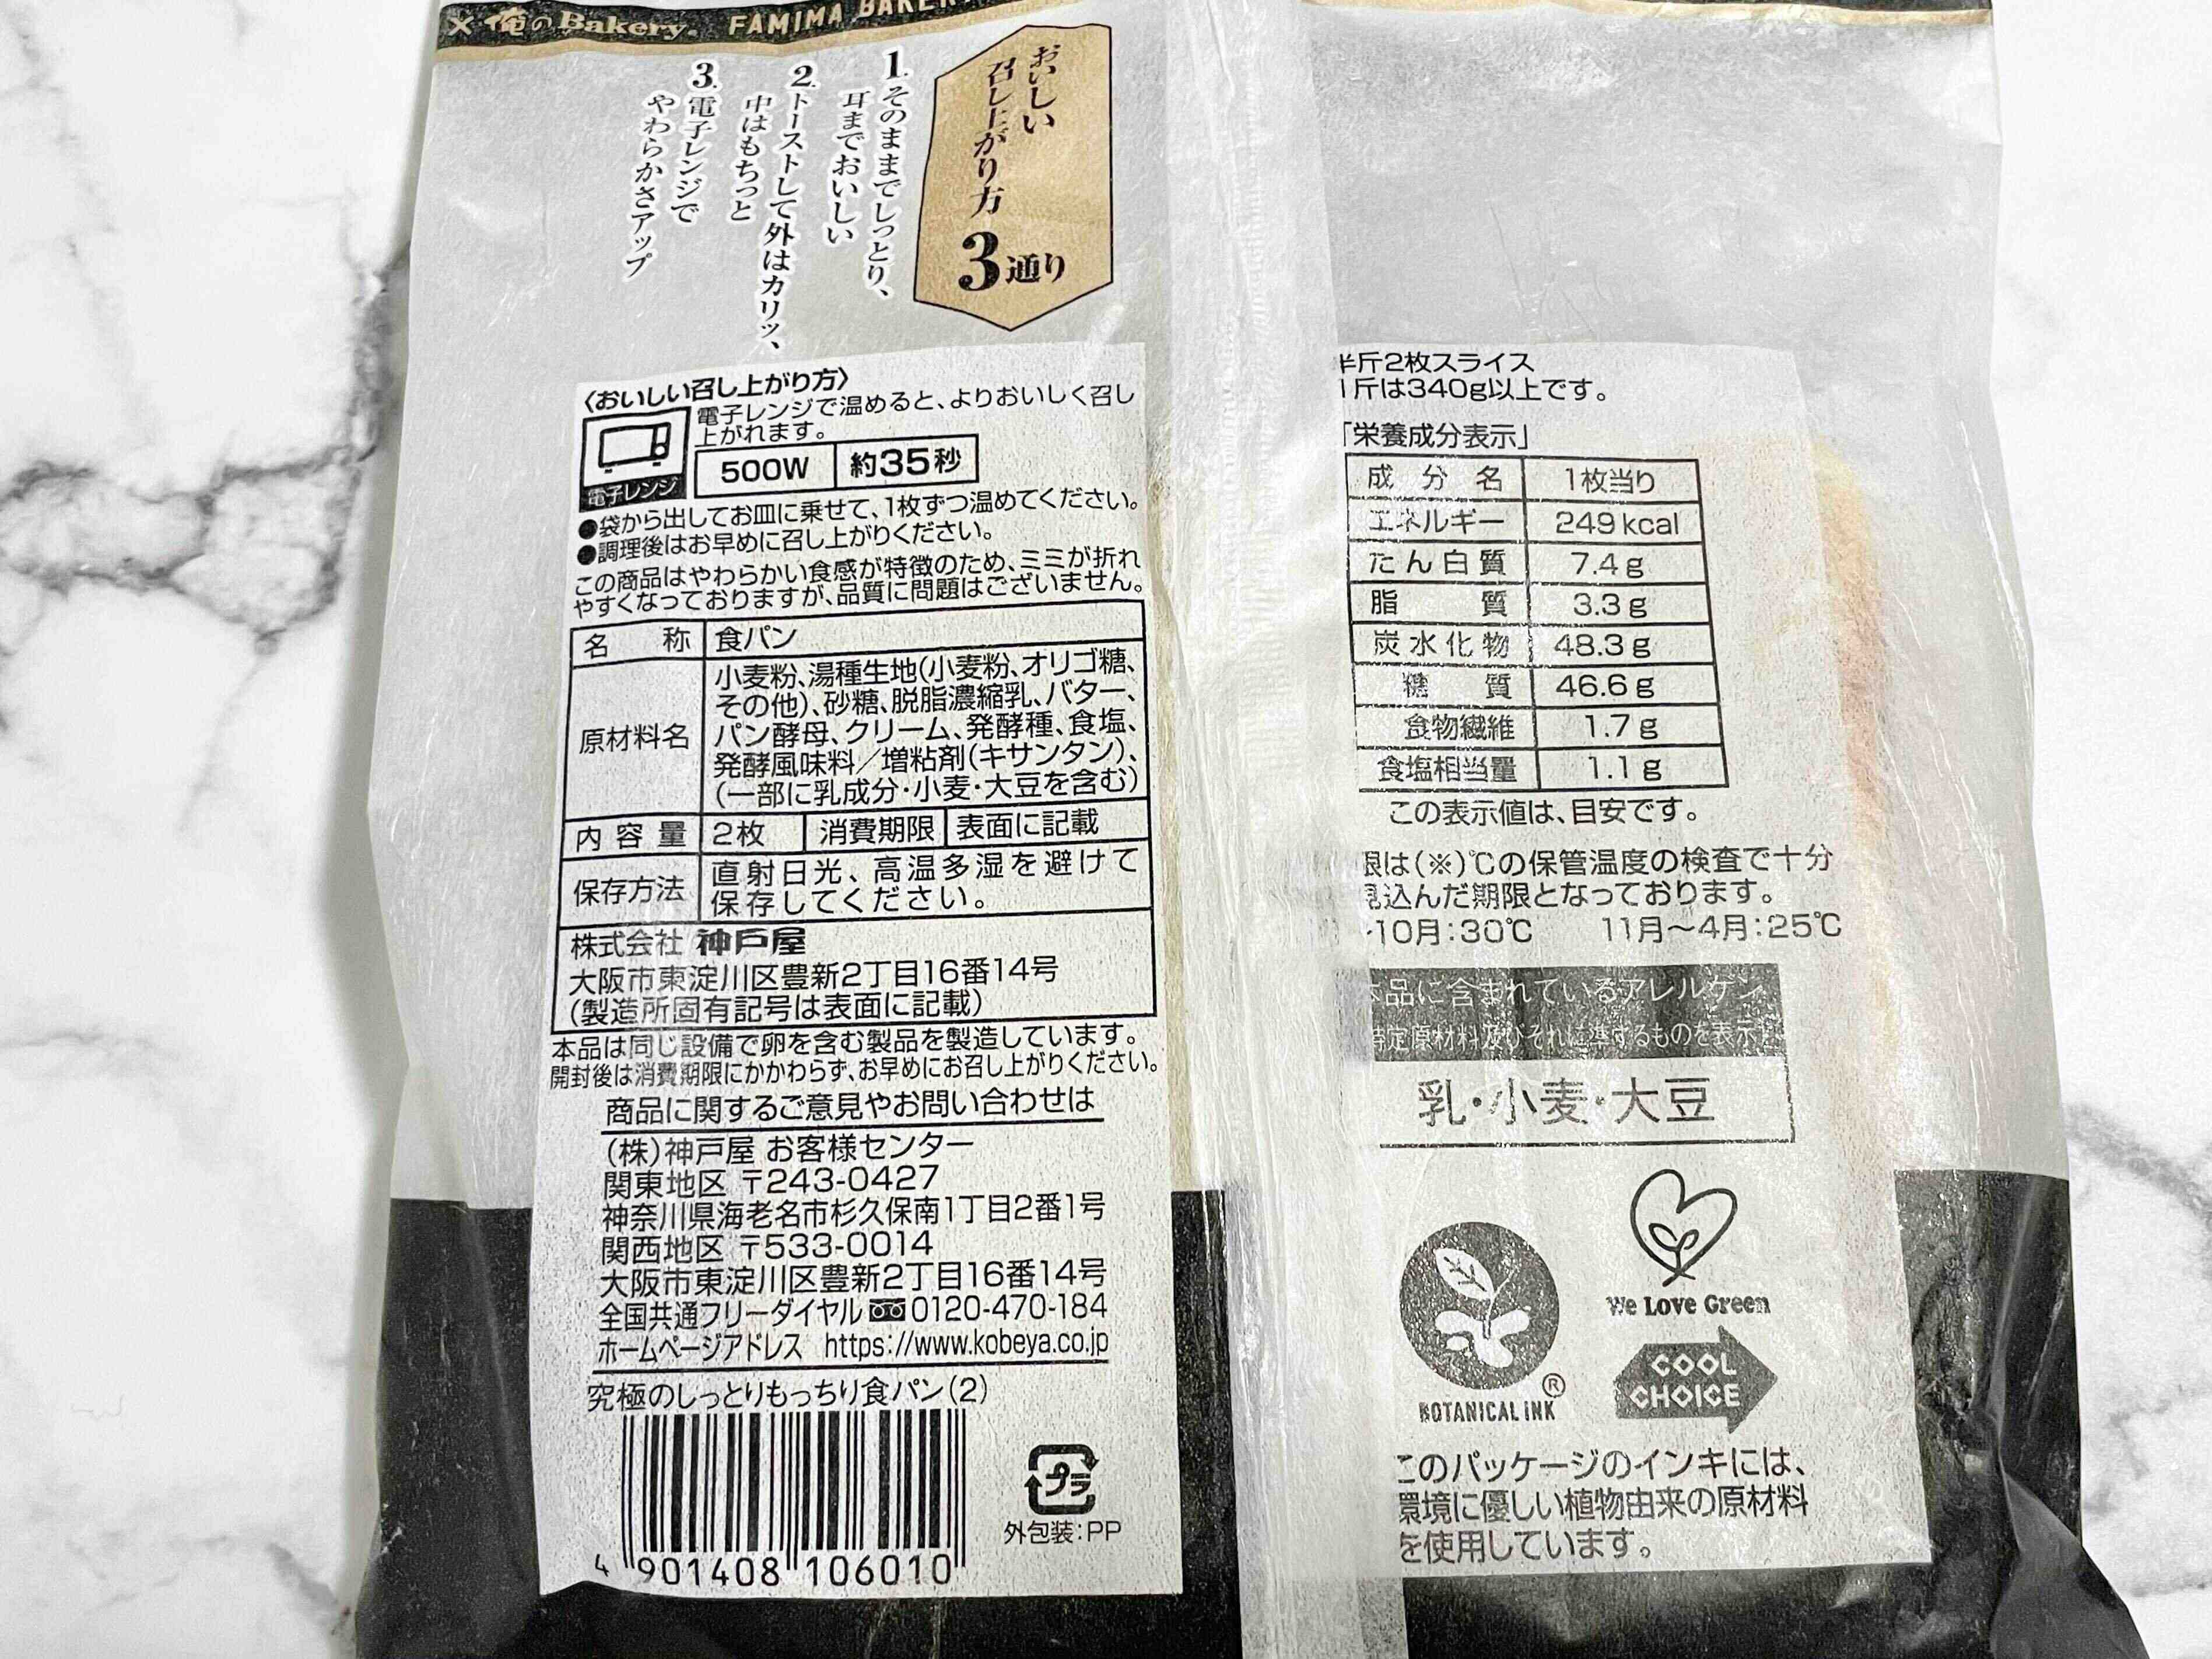 × 俺のBakery. FAMIMA BAKER
おいしい
召し上がり方
3通り
1.そのままでしっとり、
耳までおいしい
2.トーストして外はカリッ、
中はもちっと
3.電子レンジで
やわらかさアップ
〈おいしい召し上がり方〉
電子レンジで温めると、よりおいしく召し
上がれます。
電子レンジ
500W 約35秒
●袋から出してお皿に乗せて、1枚ずつ温めてください。
●調理後はお早めに召し上がりください。
この商品はやわらかい食感が特徴のため、ミミが折れ
やすくなっておりますが、品質に問題はございません。
名称 食パン
原材料名
小麦粉、湯種生地(小麦粉、オリゴ糖、
その他)、砂糖、脱脂濃縮乳、バター、
パン酵母、クリーム、発酵種、食塩、
発酵風味料／増粘剤(キサンタン)、
(一部に乳成分・小麦・大豆を含む)
内容量 2枚 消費期限 表面に記載
保存方法
直射日光、高温多湿を避けて
保存してください。
株式会社 神戸屋
大阪市東淀川区豊新2丁目16番14号
(製造所固有記号は表面に記載)
本品は同じ設備で卵を含む製品を製造しています。
開封後は消費期限にかかわらず、お早めにお召し上がりください。
商品に関するご意見やお問い合わせは
(株)神戸屋 お客様センター
関東地区 〒243-0427
神奈川県海老名市杉久保南1丁目2番1号
関西地区 〒533-0014
大阪市東淀川区豊新2丁目16番14号
全国共通フリーダイヤル 0120-470-184
ホームページアドレス https://www.kobeya.co.jp
究極のしっとりもっちり食パン(2)
4 901408 106010
プラ
外包装:PP
半斤2枚スライス
1斤は340g以上です。
「栄養成分表示」
成分名 1枚当り
エネルギー 249kcal
たん白質 7.4g
脂質 3.3g
炭水化物 48.3g
糖質 46.6g
食物繊維 1.7g
食塩相当量 1.1g
この表示値は、目安です。
限は(※)℃の保管温度の検査で十分
見込んだ期限となっております。
10月:30℃ 11月〜4月:25℃
品に含まれているアレルゲン
特定原材料及びそれに準ずるものを表示
乳・小麦・大豆
We Love Green
BOTANICAL INK ®
COOL
CHOICE
このパッケージのインキには、
環境に優しい植物由来の原材料
を使用しています。